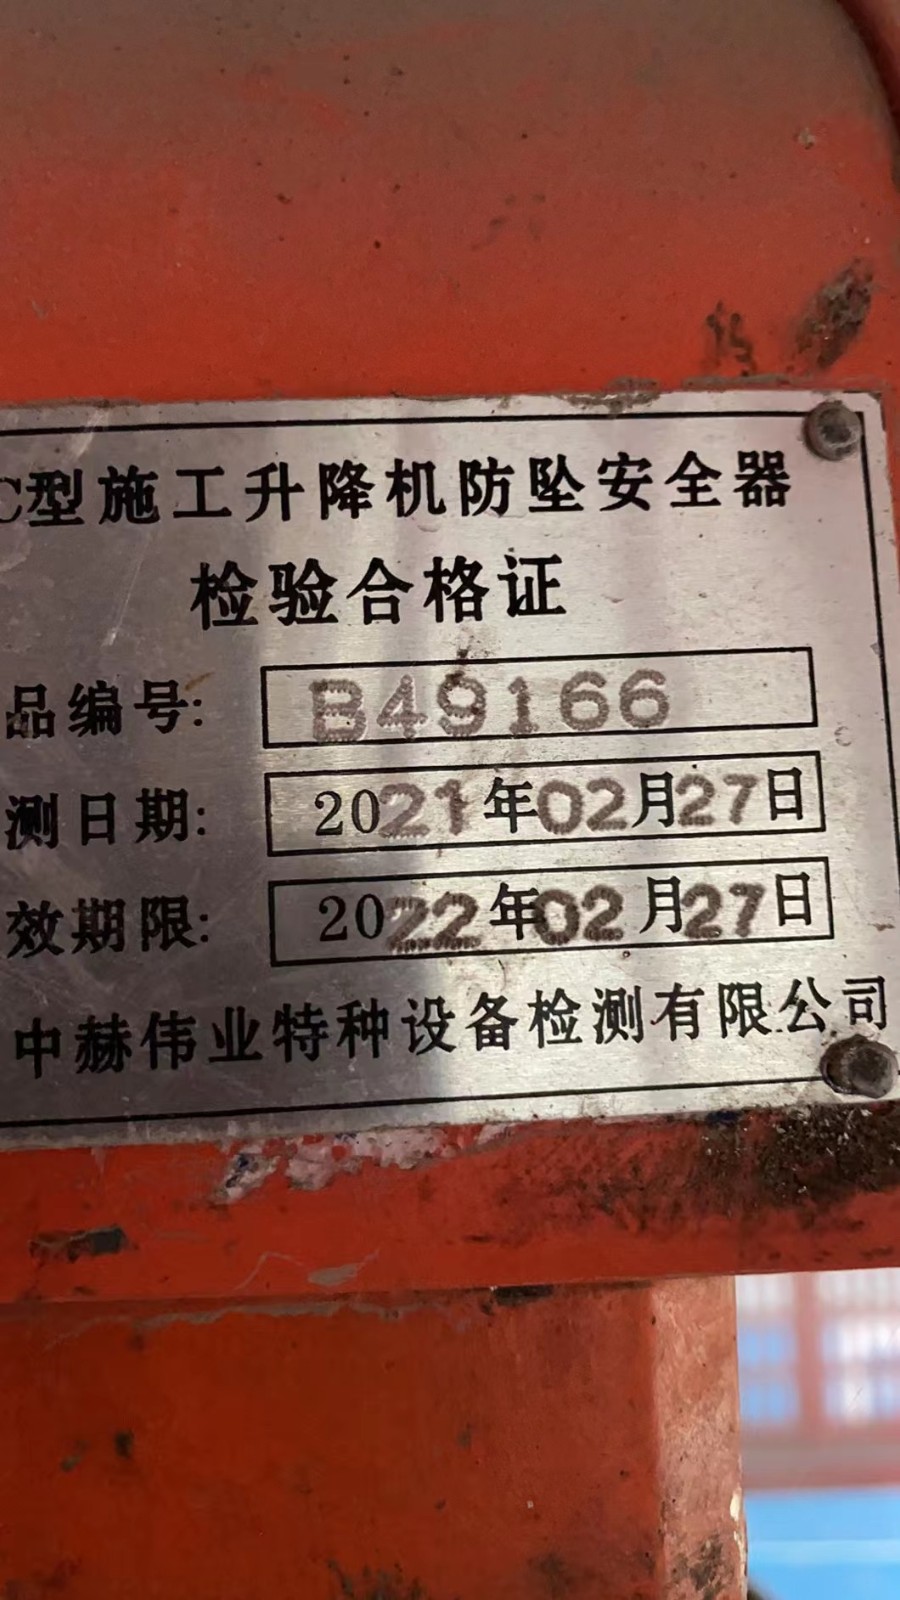 C型施工升降机防坠安全器
检验合格证
品编号: B49166
测日期: 2021年02月27日
效期限: 2022年02月27日
中赫伟业特种设备检测有限公司